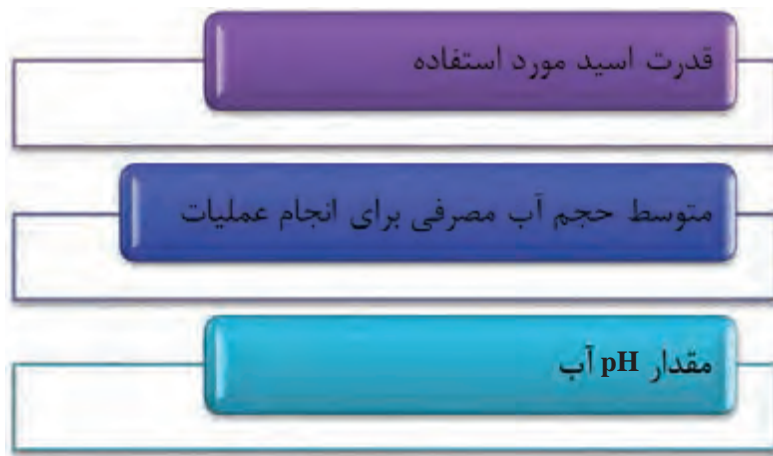 قدرت اسید مورد استفاده
متوسط حجم آب مصرفی برای انجام عملیات
مقدار pH آب